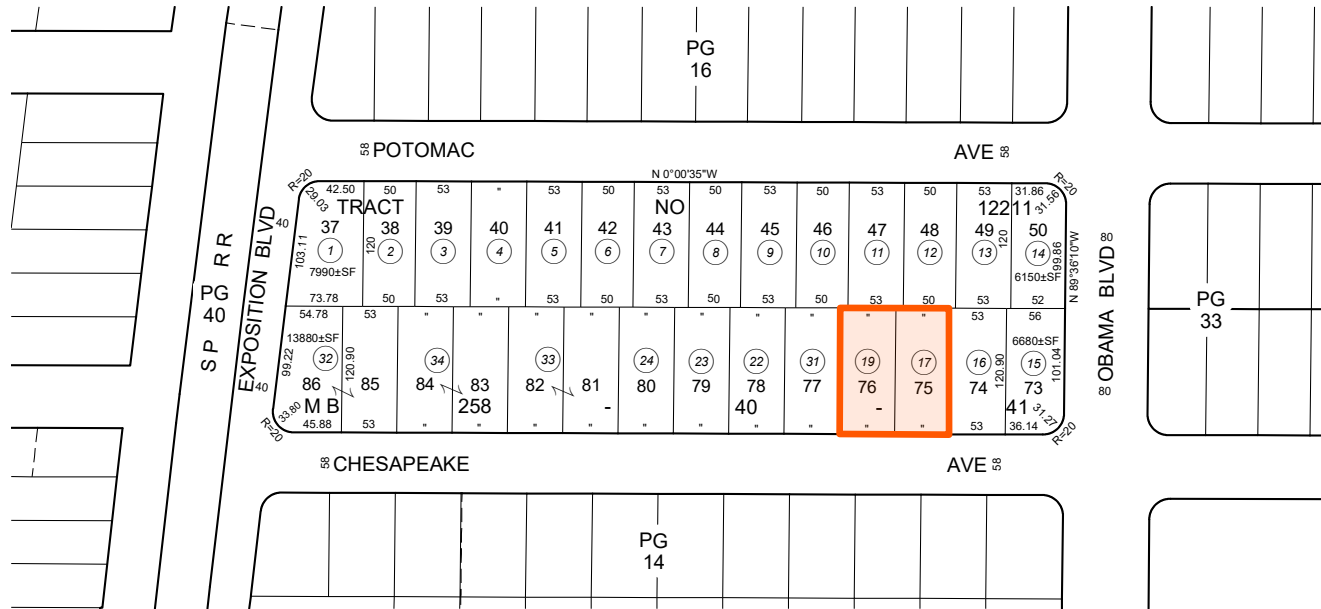 PG
16
58 POTOMAC AVE 58
N 0°00'35"W
R=20 R=20
42.50 50 53 " 53 50 53 50 53 50 53 50 53 31.86
29.03 31.56
TRACT NO 12211
40 37 38 39 40 41 42 43 44 45 46 47 48 49 50
103.11 1 120 2 3 4 5 6 7 8 9 10 11 12 13 120 14 99.86
7990±SF 6150±SF
73.78 50 53 " 53 50 53 50 53 50 53 50 53 52
N 89°36'10"W
80 OBAMA BLVD 80
EXPOSITION BLVD
SP RR
PG
40
PG
33
54.78 53 " " " " " " " " " " 53 56
13880±SF 6680±SF
99.22 32 120.90 34 33 24 23 22 31 19 17 16 120.90 15 101.04
40 86 85 84 83 82 81 80 79 78 77 76 75 74 73
M B 258 - 40 - 41
33.80 31.27
45.88 53 " " " " " " " " " " 53 36.14
R=20 R=20
58 CHESAPEAKE AVE 58
PG
14